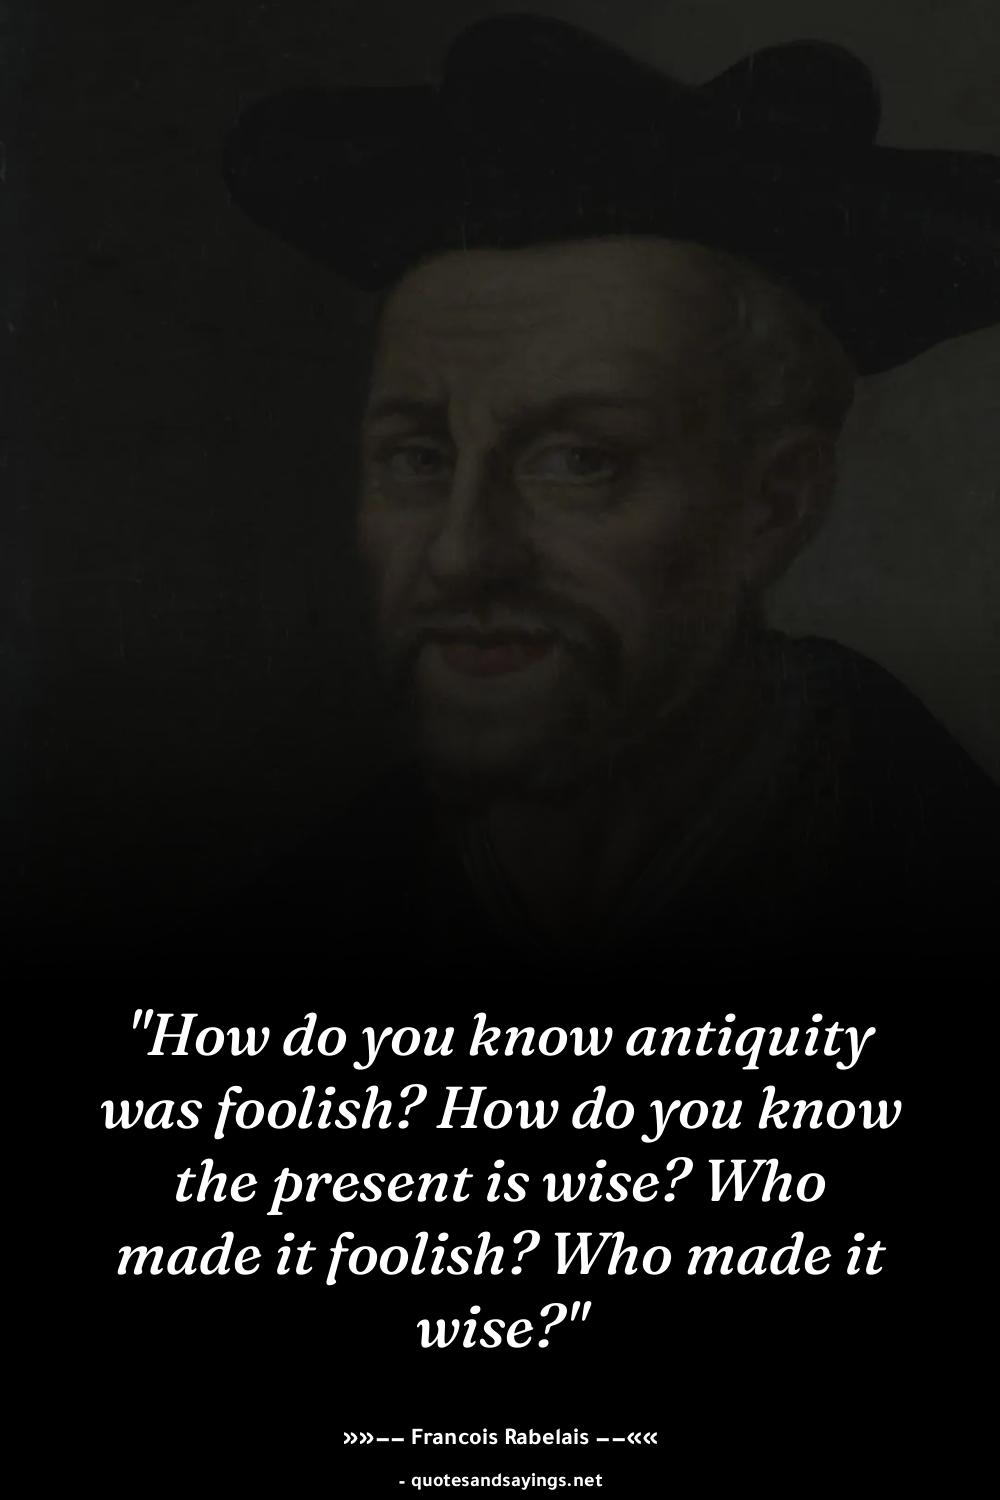 "How do you know antiquity
was foolish? How do you know
the present is wise? Who
made it foolish? Who made it
wise?"
»»−− Francois Rabelais −−««
- quotesandsayings.net